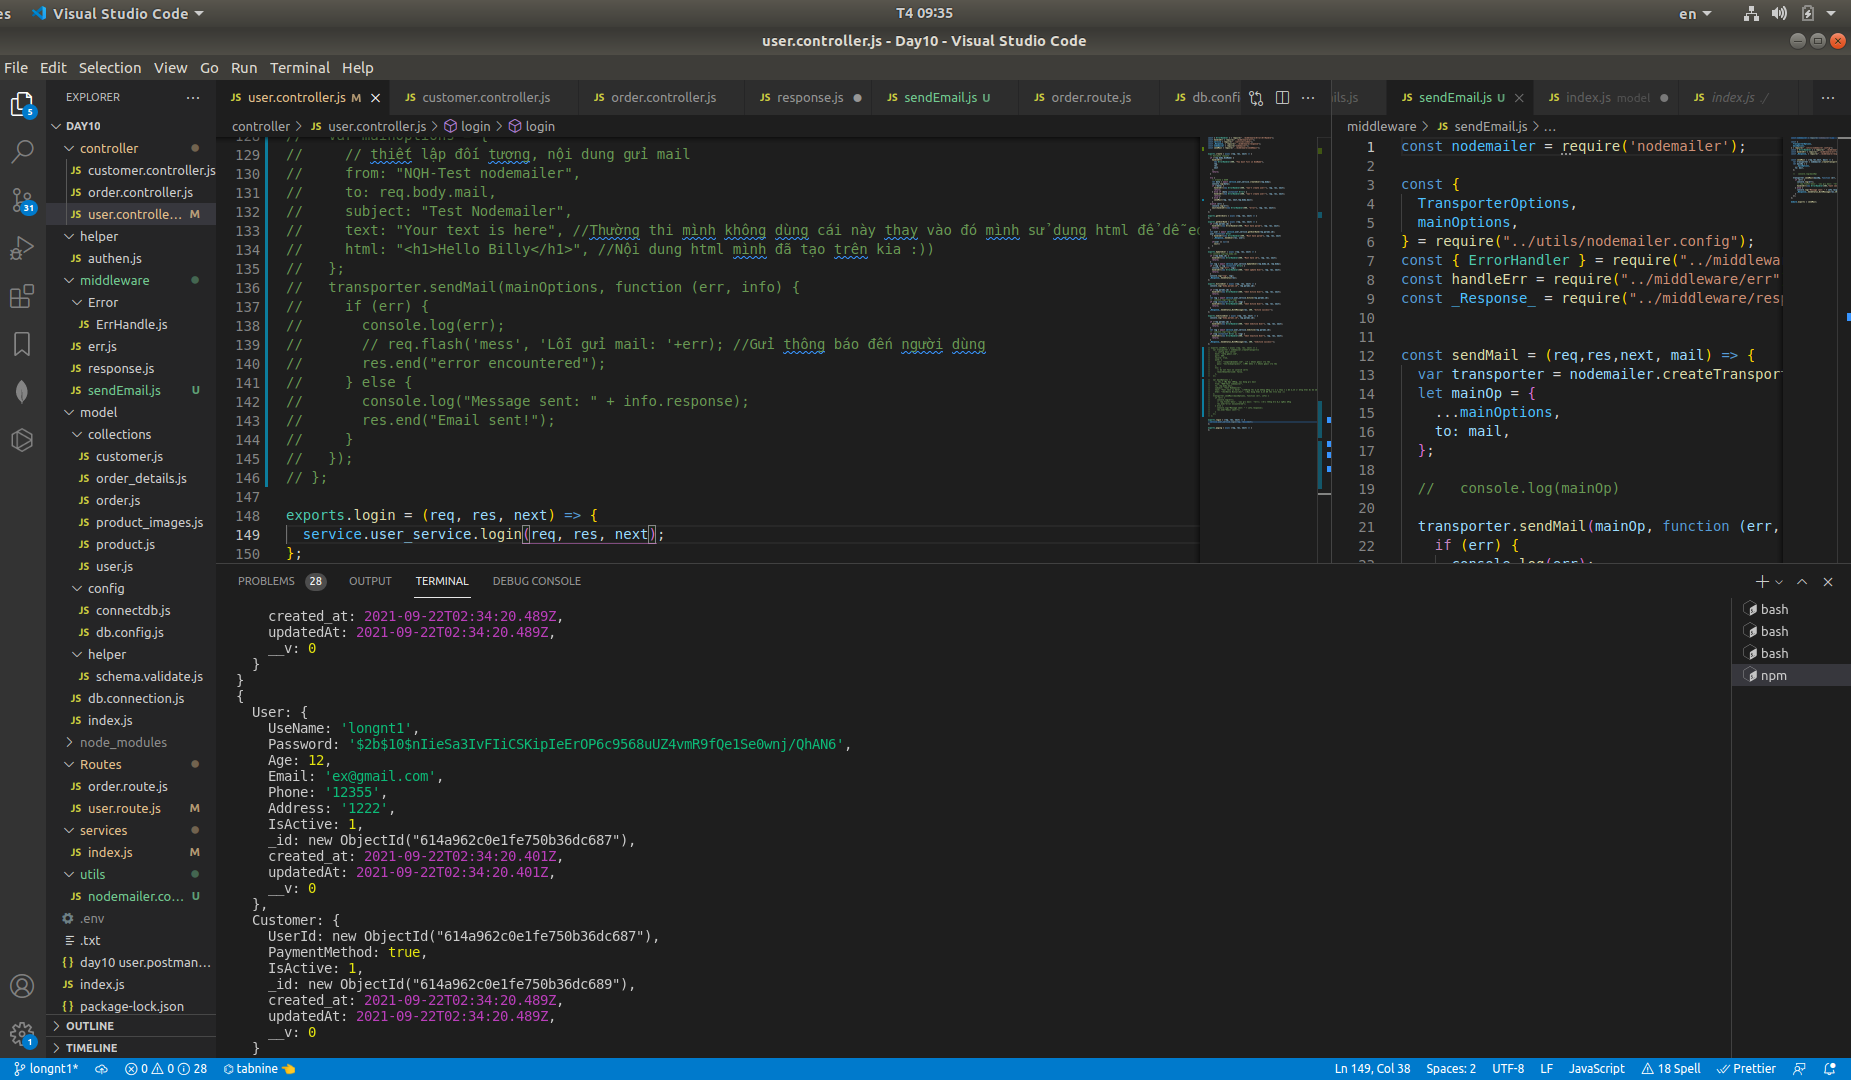 es Visual Studio Code T4 09:35 en
user.controller.js - Day10 - Visual Studio Code
File Edit Selection View Go Run Terminal Help
EXPLORER
DAY10
controller
JS customer.controller.js
JS order.controller.js
JS user.controlle... M
helper
JS authen.js
middleware
Error
JS ErrHandle.js
JS err.js
JS response.js
JS sendEmail.js U
model
collections
JS customer.js
JS order_details.js
JS order.js
JS product_images.js
JS product.js
JS user.js
config
JS connectdb.js
JS db.config.js
helper
JS schema.validate.js
JS db.connection.js
JS index.js
node_modules
Routes
JS order.route.js
JS user.route.js M
services
JS index.js M
utils
JS nodemailer.co... U
.env
.txt
{} day10 user.postman...
JS index.js
{} package-lock.json
OUTLINE
TIMELINE
5
31
1
JS user.controller.js M JS customer.controller.js JS order.controller.js JS response.js JS sendEmail.js U JS order.route.js JS db.confi
controller > JS user.controller.js > login > login
128 // var mainOptions = {
129 // // thiết lập đối tượng, nội dung gửi mail
130 // from: "NQH-Test nodemailer",
131 // to: req.body.mail,
132 // subject: "Test Nodemailer",
133 // text: "Your text is here", //Thường thi mình không dùng cái này thay vào đó mình sử dụng html để dễ ed
134 // html: "<h1>Hello Billy</h1>", //Nội dung html mình đã tạo trên kia :))
135 // };
136 // transporter.sendMail(mainOptions, function (err, info) {
137 // if (err) {
138 // console.log(err);
139 // // req.flash('mess', 'Lỗi gửi mail: '+err); //Gửi thông báo đến người dùng
140 // res.end("error encountered");
141 // } else {
142 // console.log("Message sent: " + info.response);
143 // res.end("Email sent!");
144 // }
145 // });
146 // };
147
148 exports.login = (req, res, next) => {
149 service.user_service.login(req, res, next);
150 };
ils.js JS sendEmail.js U JS index.js model JS index.js ./
middleware > JS sendEmail.js > ...
1 const nodemailer = require('nodemailer');
2
3 const {
4 TransporterOptions,
5 mainOptions,
6 } = require("../utils/nodemailer.config");
7 const { ErrorHandler } = require("../middlewa
8 const handleErr = require("../middleware/err"
9 const _Response_ = require("../middleware/res
10
11
12 const sendMail = (req,res,next, mail) => {
13 var transporter = nodemailer.createTranspor
14 let mainOp = {
15 ...mainOptions,
16 to: mail,
17 };
18
19 // console.log(mainOp)
20
21 transporter.sendMail(mainOp, function (err,
22 if (err) {
23 console.log(err);
PROBLEMS 28 OUTPUT TERMINAL DEBUG CONSOLE
created_at: 2021-09-22T02:34:20.489Z,
updatedAt: 2021-09-22T02:34:20.489Z,
__v: 0
}
}
{
User: {
UseName: 'longnt1',
Password: '$2b$10$nIieSa3IvFIiCSKipIeErOP6c9568uUZ4vmR9fQe1Se0wnj/QhAN6',
Age: 12,
Email: 'ex@gmail.com',
Phone: '12355',
Address: '1222',
IsActive: 1,
_id: new ObjectId("614a962c0e1fe750b36dc687"),
created_at: 2021-09-22T02:34:20.401Z,
updatedAt: 2021-09-22T02:34:20.401Z,
__v: 0
},
Customer: {
UserId: new ObjectId("614a962c0e1fe750b36dc687"),
PaymentMethod: true,
IsActive: 1,
_id: new ObjectId("614a962c0e1fe750b36dc689"),
created_at: 2021-09-22T02:34:20.489Z,
updatedAt: 2021-09-22T02:34:20.489Z,
__v: 0
}
bash
bash
bash
npm
longnt1* 0 0 28 tabnine Ln 149, Col 38 Spaces: 2 UTF-8 LF JavaScript 18 Spell Prettier